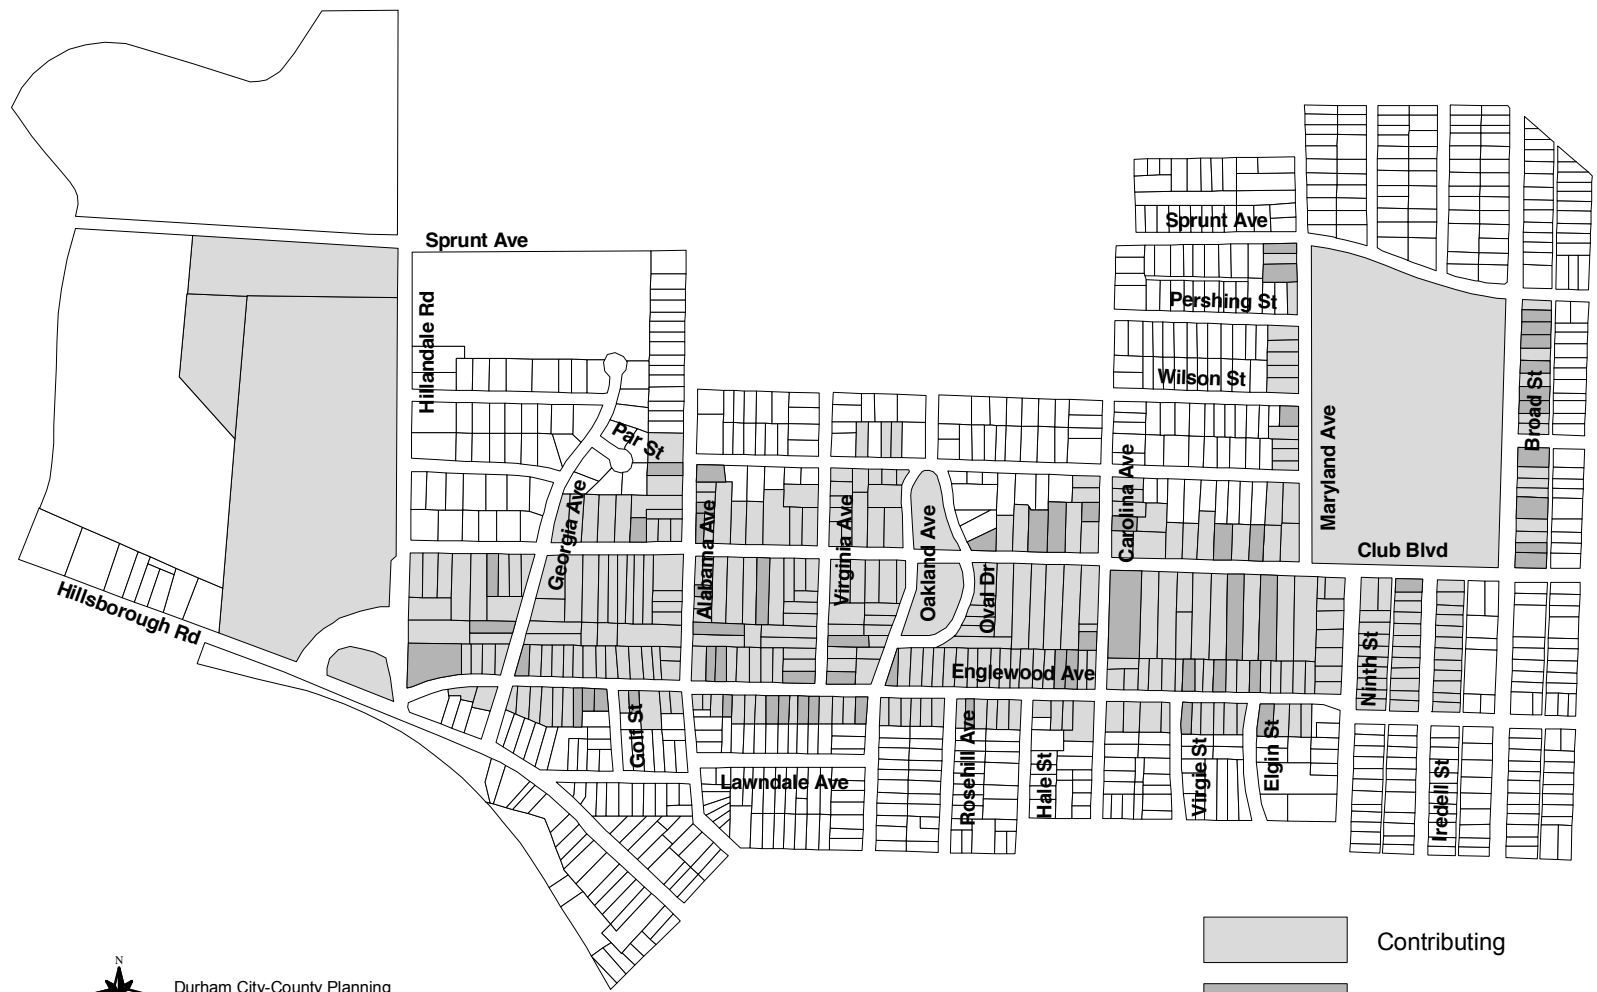 Sprunt Ave
Sprunt Ave
Hillandale Rd
Pershing St
Wilson St
Broad St
Par St
Maryland Ave
Georgia Ave
Alabama Ave
Virginia Ave
Oakland Ave
Carolina Ave
Club Blvd
Oval Dr
Hillsborough Rd
Englewood Ave
Ninth St
Golf St
Rosehill Ave
Hale St
Virgie St
Elgin St
Iredell St
Lawndale Ave
Contributing
N
Durham City-County Planning